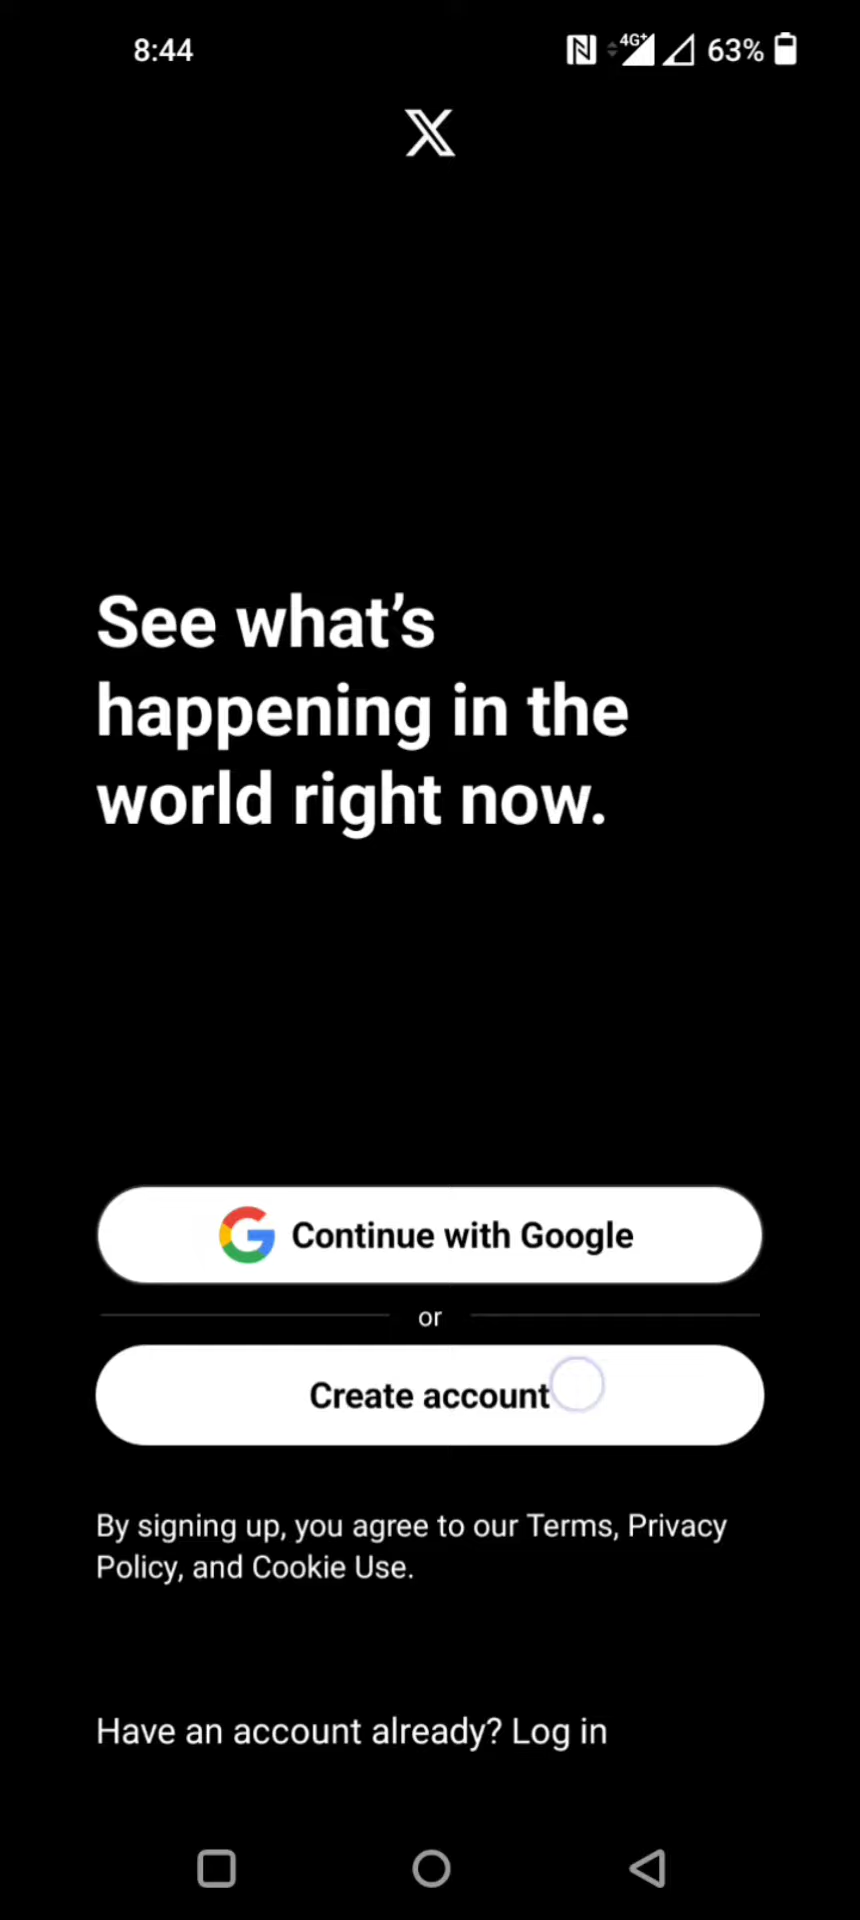 8:44
4G+ 63%
X
See what’s
happening in the
world right now.
Continue with Google
or
Create account
By signing up, you agree to our Terms, Privacy
Policy, and Cookie Use.
Have an account already? Log in